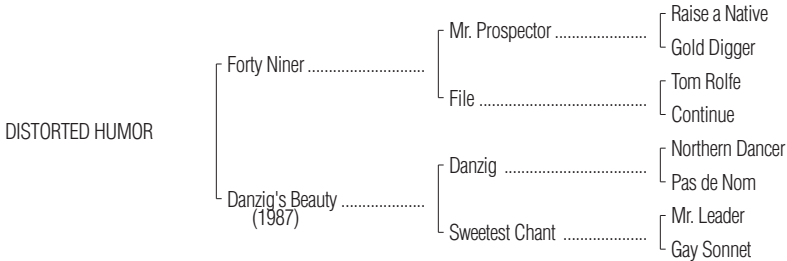 Raise a Native
Mr. Prospector ......................
Gold Digger
Forty Niner ............................
Tom Rolfe
File ........................................
Continue
DISTORTED HUMOR
Northern Dancer
Danzig ..................................
Pas de Nom
Danzig's Beauty ....................
(1987)
Mr. Leader
Sweetest Chant ....................
Gay Sonnet